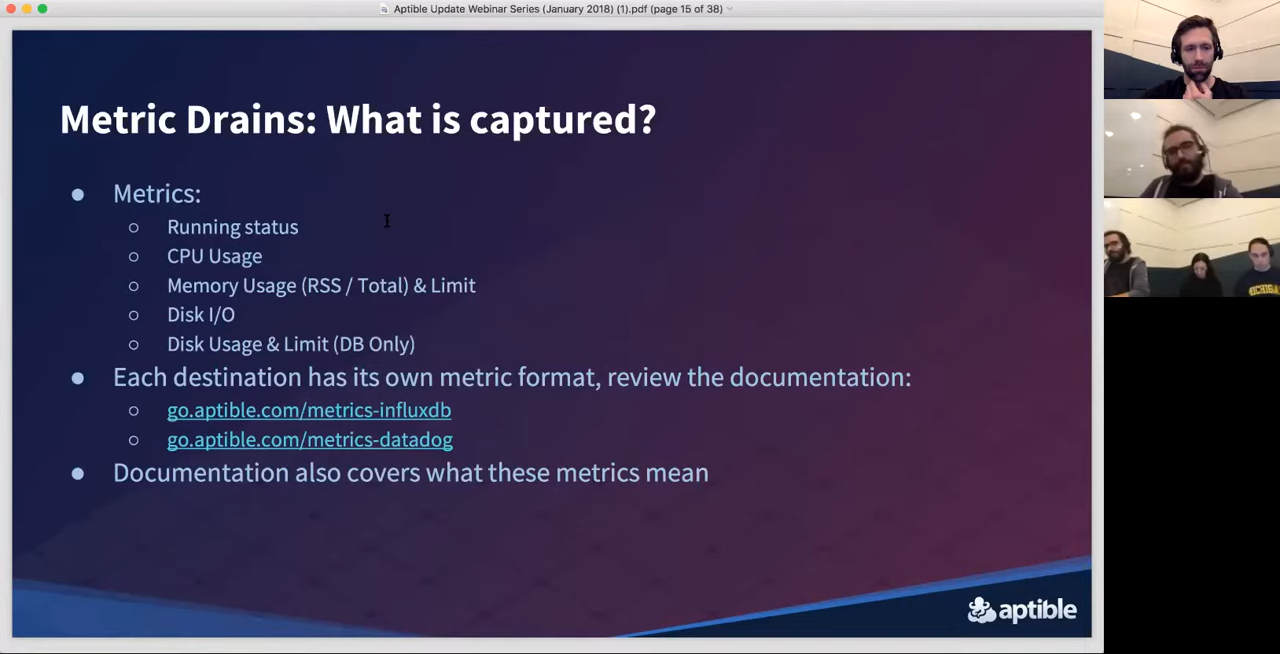 Aptible Update Webinar Series (January 2018) (1).pdf (page 15 of 38)
Metric Drains: What is captured?
● Metrics:
○ Running status
○ CPU Usage
○ Memory Usage (RSS / Total) & Limit
○ Disk I/O
○ Disk Usage & Limit (DB Only)
● Each destination has its own metric format, review the documentation:
○ go.aptible.com/metrics-influxdb
○ go.aptible.com/metrics-datadog
● Documentation also covers what these metrics mean
aptible
MICHIGA